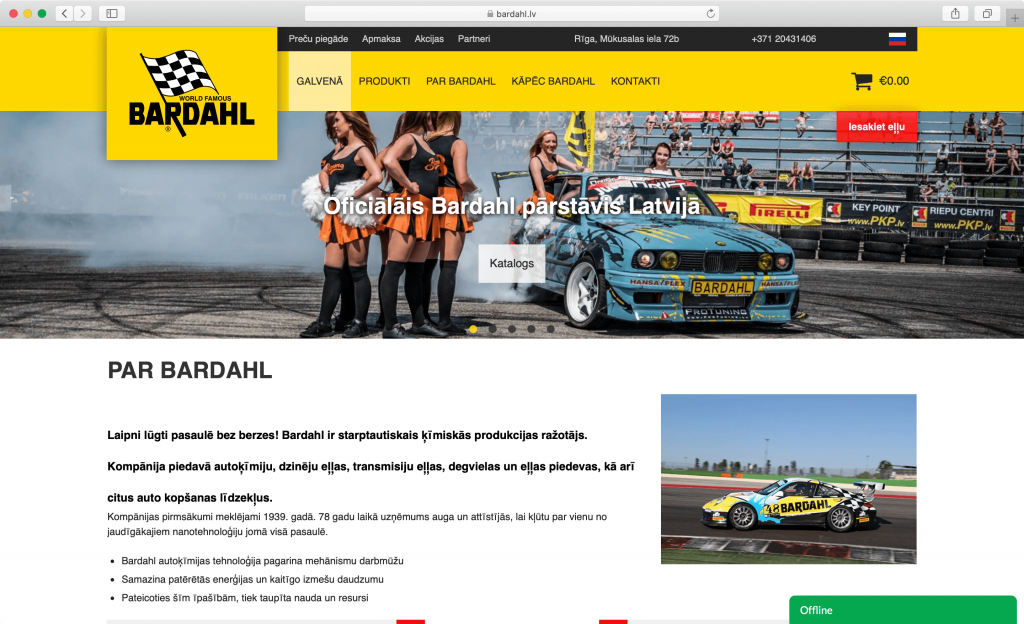 bardahl.lv
Preču piegāde Apmaksa Akcijas Partneri Rīga, Mūkusalas iela 72b +371 20431406
WORLD FAMOUS
BARDAHL
®
GALVENĀ PRODUKTI PAR BARDAHL KĀPĒC BARDAHL KONTAKTI €0.00
Iesakiet eļļu
DRIFT
PIRELLI
KEY POINT
www.PKP.lv
RIEPU CENTRI
www.PKP.lv
Oficiālāis Bardahl pārstāvis Latvijā
Katalogs
HANSA FLEX
BARDAHL
HANSA FLEX
PROTUNING
PAR BARDAHL
Laipni lūgti pasaulē bez berzes! Bardahl ir starptautiskais ķīmiskās produkcijas ražotājs.
Kompānija piedavā autoķīmiju, dzinēju eļļas, transmisiju eļļas, degvielas un eļļas piedevas, kā arī
citus auto kopšanas līdzekļus.
Kompānijas pirmsākumi meklējami 1939. gadā. 78 gadu laikā uzņēmums auga un attīstījās, lai kļūtu par vienu no
jaudīgākajiem nanotehnoloģiju jomā visā pasaulē.
• Bardahl autoķīmijas tehnoloģija pagarina mehānismu darbmūžu
• Samazina patērētās enerģijas un kaitīgo izmešu daudzumu
• Pateicoties šīm īpašībām, tiek taupīta nauda un resursi
48 BARDAHL
Offline